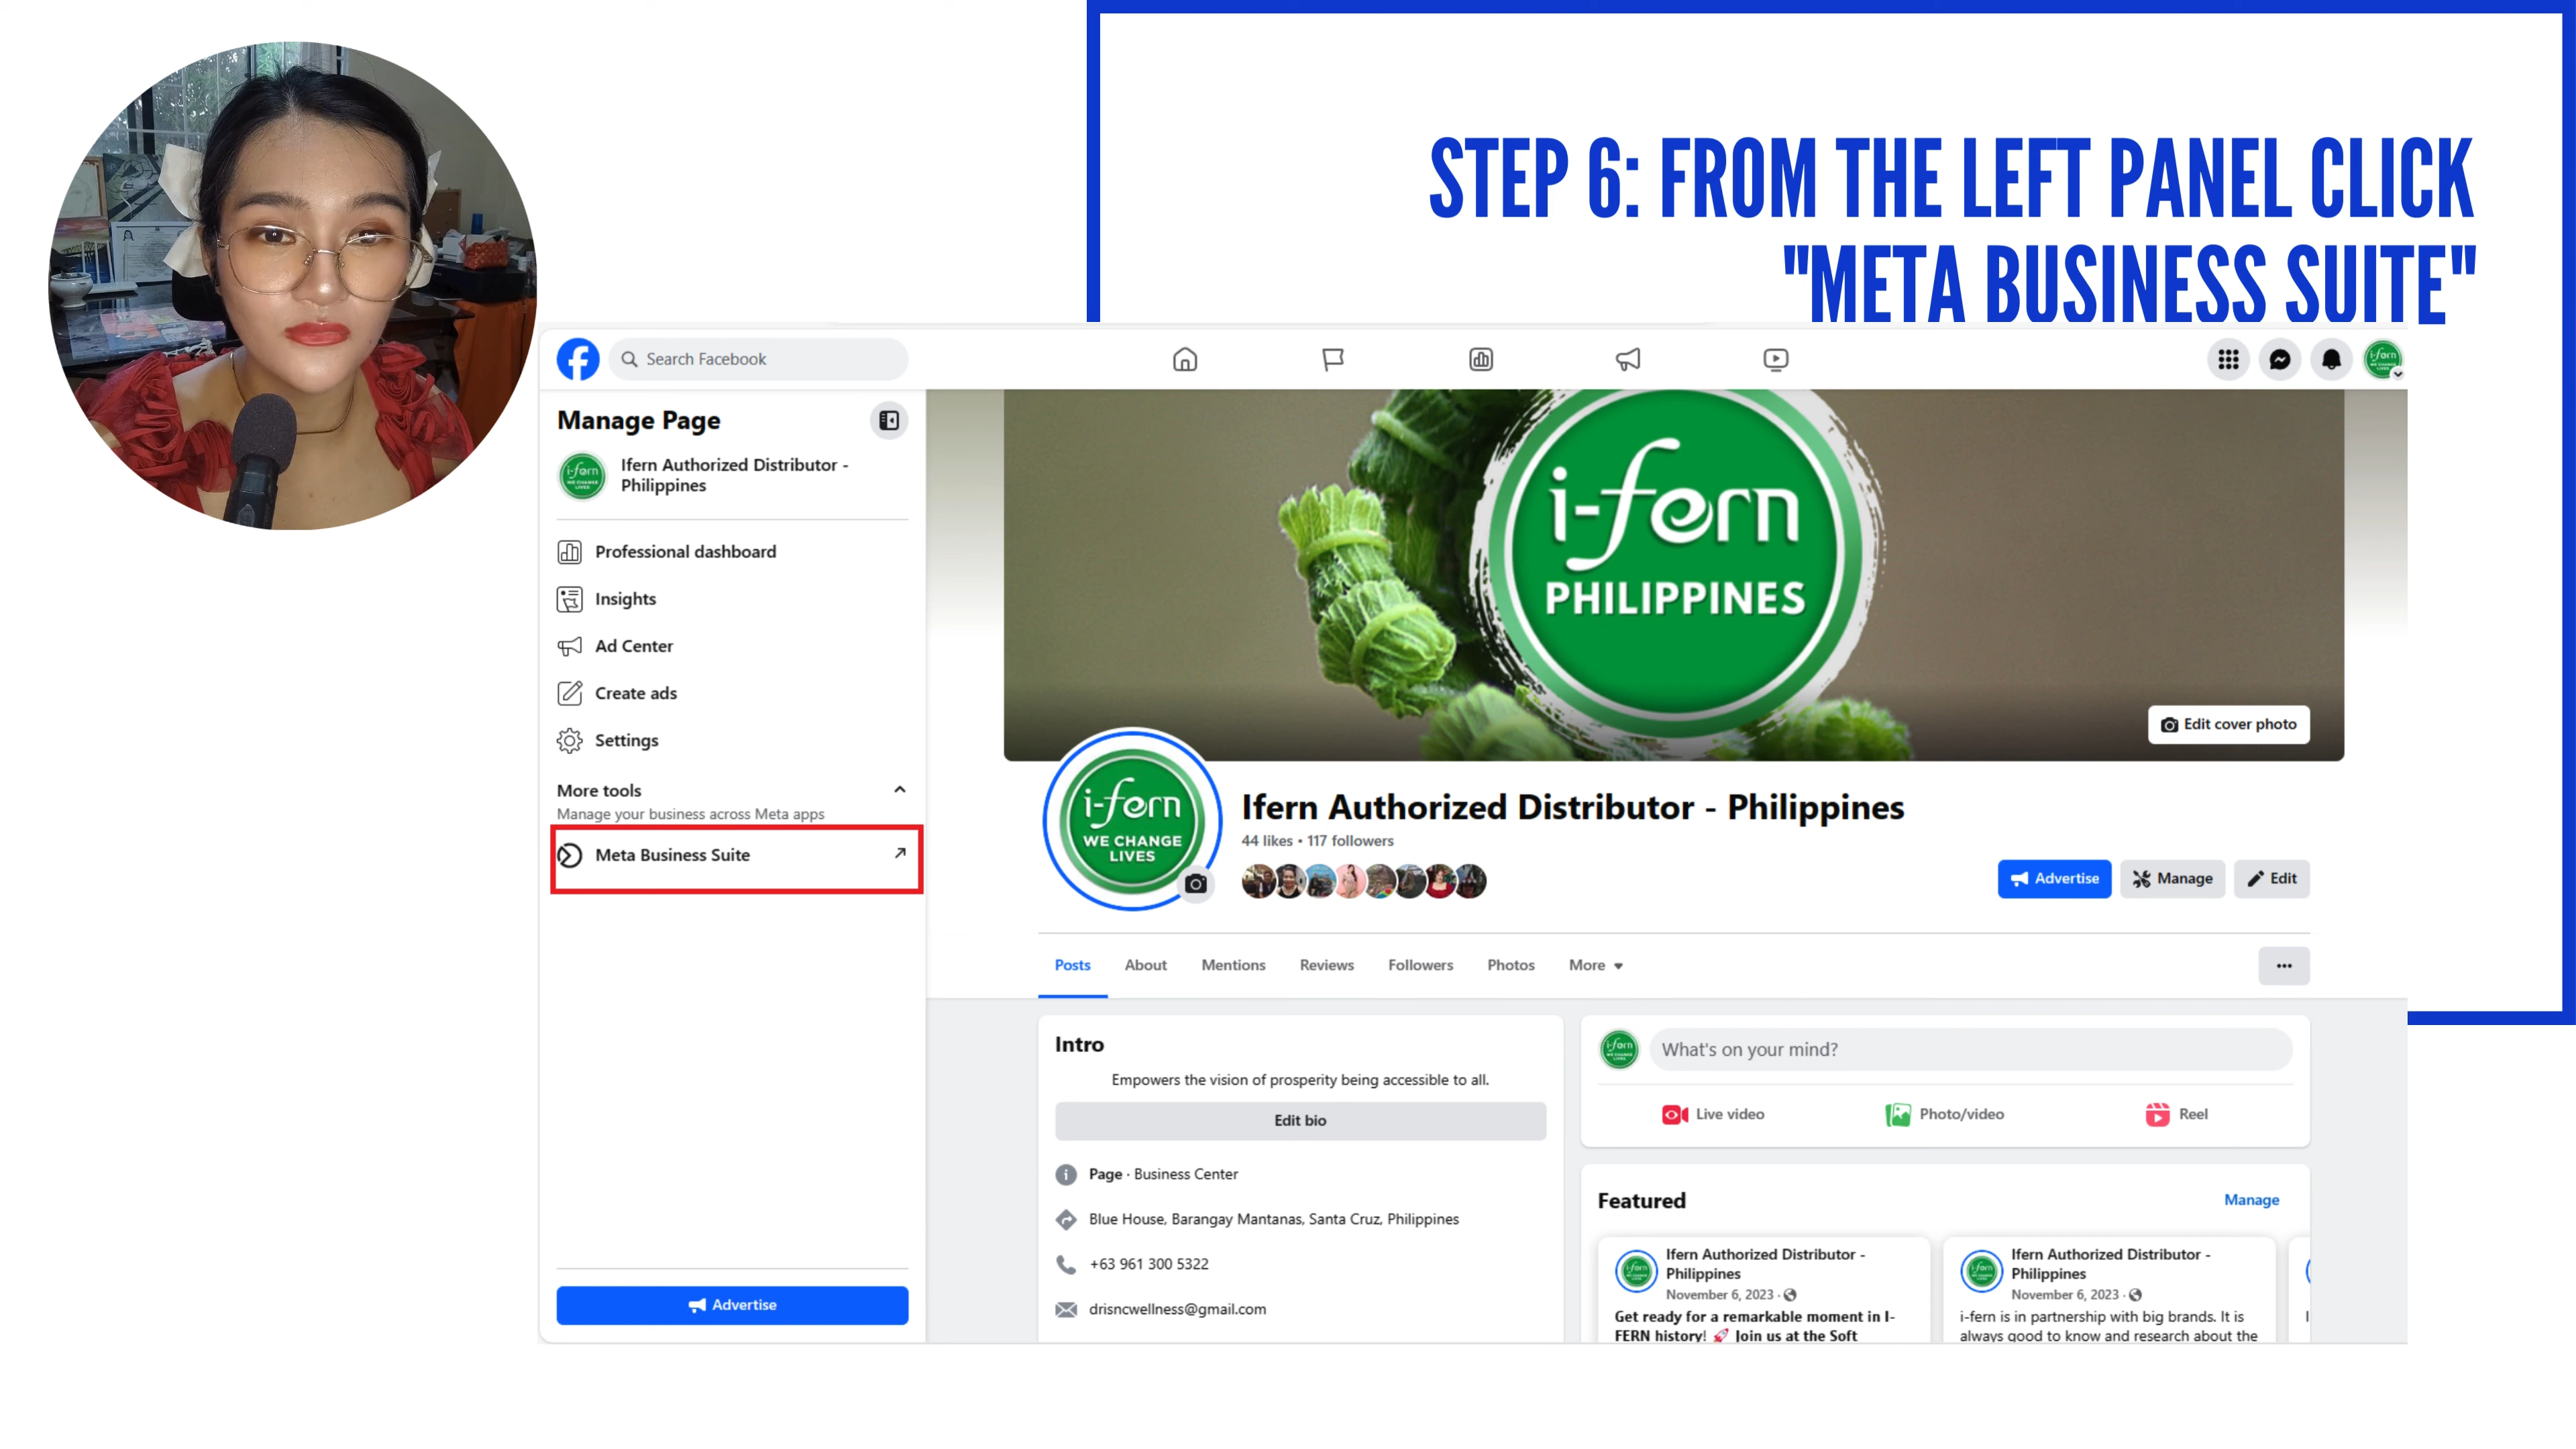 STEP 6: FROM THE LEFT PANEL CLICK
"META BUSINESS SUITE"
Search Facebook
Manage Page
i-fern
WE CHANGE
LIVES
Ifern Authorized Distributor -
Philippines
Professional dashboard
Insights
Ad Center
Create ads
Settings
More tools
Manage your business across Meta apps
Meta Business Suite
Advertise
i-fern
PHILIPPINES
Edit cover photo
i-fern
WE CHANGE
LIVES
Ifern Authorized Distributor - Philippines
44 likes • 117 followers
Advertise
Manage
Edit
Posts
About
Mentions
Reviews
Followers
Photos
More
Intro
Empowers the vision of prosperity being accessible to all.
Edit bio
Page · Business Center
Blue House, Barangay Mantanas, Santa Cruz, Philippines
+63 961 300 5322
drisncwellness@gmail.com
What's on your mind?
Live video
Photo/video
Reel
Featured
Manage
Ifern Authorized Distributor -
Philippines
November 6, 2023 ·
Get ready for a remarkable moment in I-
FERN history! 🚀 Join us at the Soft
Ifern Authorized Distributor -
Philippines
November 6, 2023 ·
i-fern is in partnership with big brands. It is
always good to know and research about the